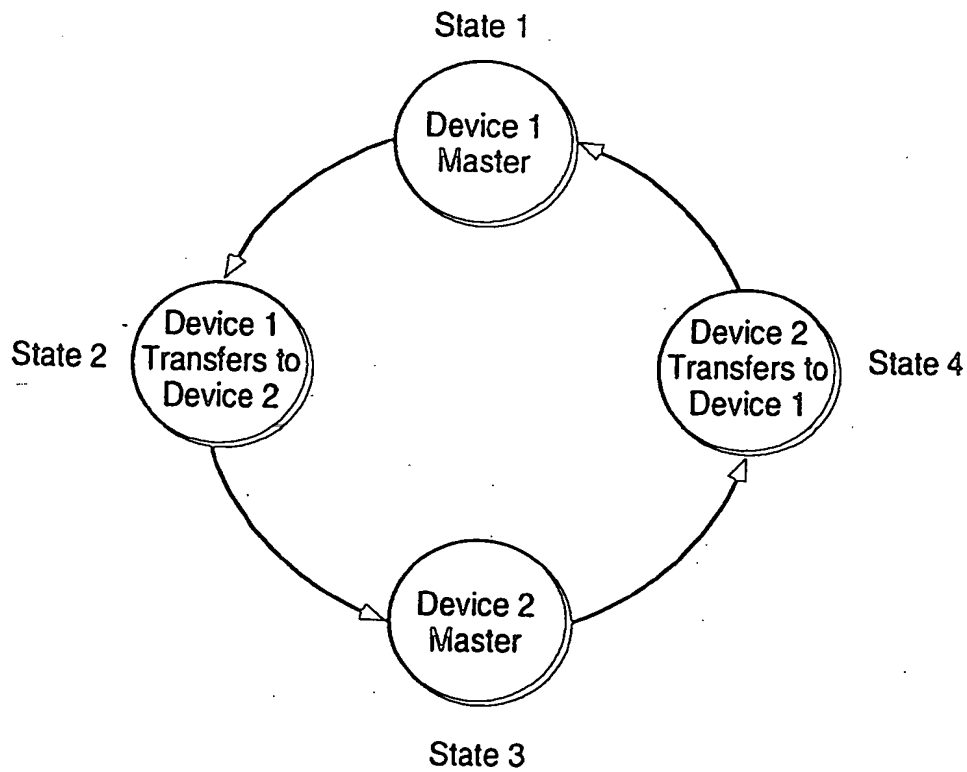 State 1
Device 1
Master
State 2
Device 1
Transfers to
Device 2
Device 2
Transfers to
Device 1
State 4
Device 2
Master
State 3